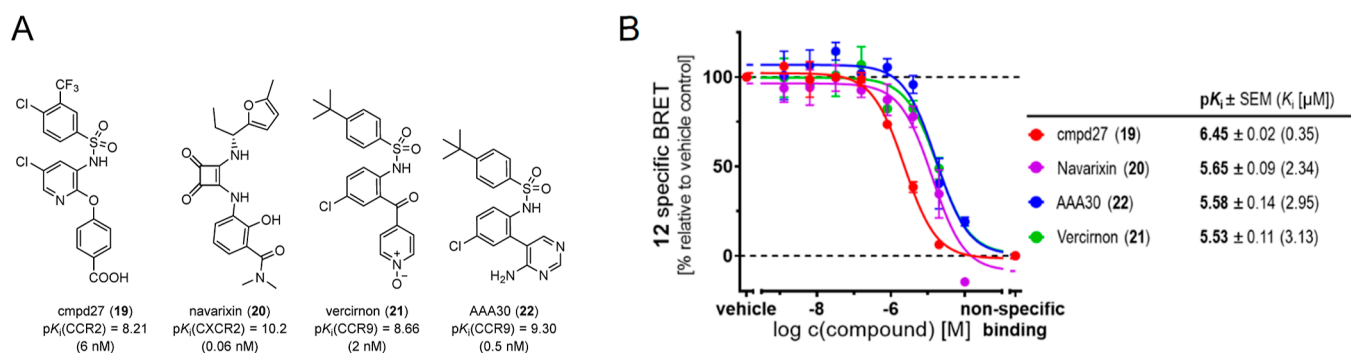 A
CF3
Cl
O
S
O
NH
Cl
N
O
COOH
cmpd27 (19)
pKi(CCR2) = 8.21
(6 nM)
O
NH
O
O
NH
OH
O
N
navarixin (20)
pKi(CXCR2) = 10.2
(0.06 nM)
O
S
O
NH
Cl
O
N
O-
vercirnon (21)
pKi(CCR9) = 8.66
(2 nM)
O
S
O
NH
Cl
N
N
H2N
AAA30 (22)
pKi(CCR9) = 9.30
(0.5 nM)
B
12 specific BRET
[% relative to vehicle control]
100
50
0
vehicle
-8
-6
non-specific
binding
log c(compound) [M]
pKi ± SEM (Ki [µM])
cmpd27 (19) 6.45 ± 0.02 (0.35)
Navarixin (20) 5.65 ± 0.09 (2.34)
AAA30 (22) 5.58 ± 0.14 (2.95)
Vercirnon (21) 5.53 ± 0.11 (3.13)